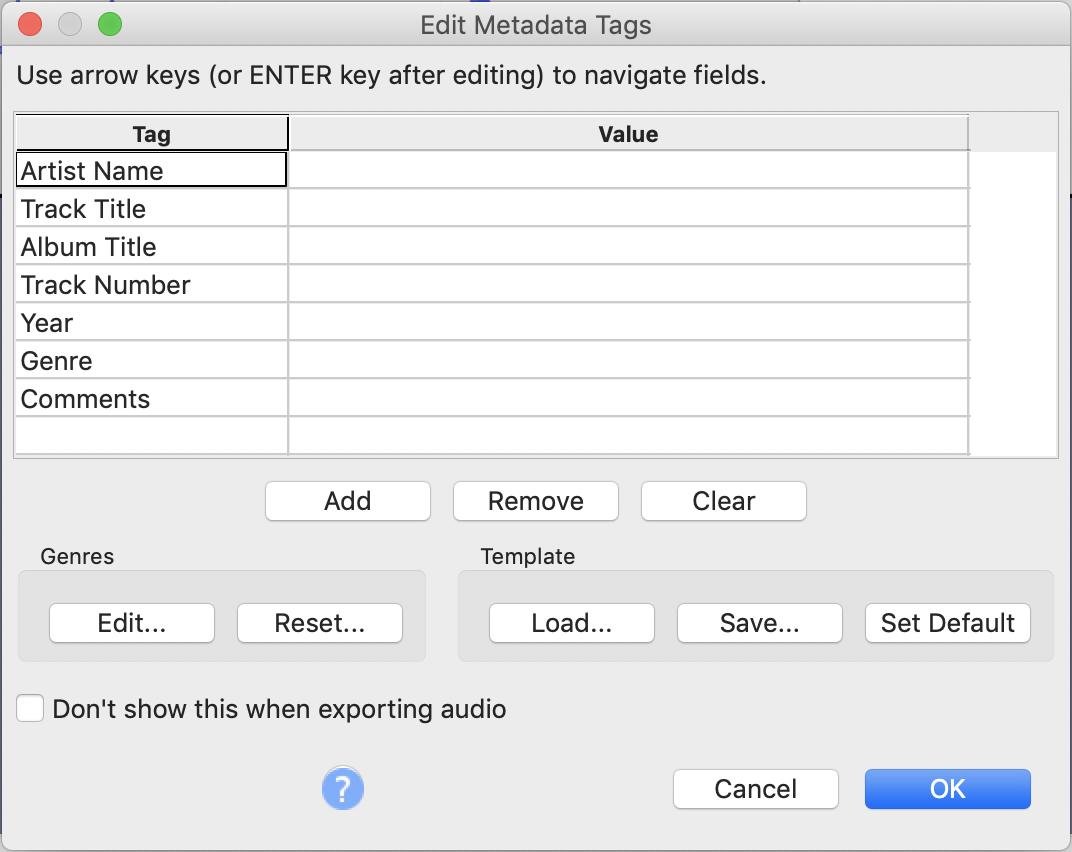 Edit Metadata Tags
Use arrow keys (or ENTER key after editing) to navigate fields.
Tag Value
Artist Name
Track Title
Album Title
Track Number
Year
Genre
Comments
Add Remove Clear
Genres Template
Edit... Reset... Load... Save... Set Default
Don't show this when exporting audio
? Cancel OK